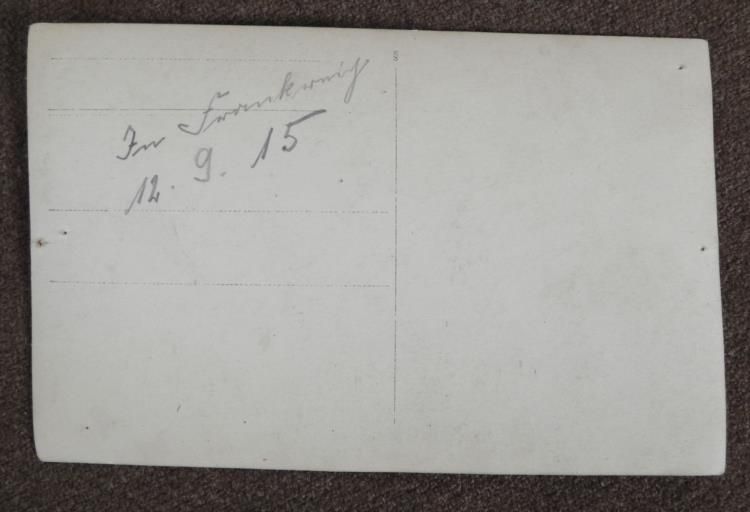 In Frankreich
12. 9. 15
S